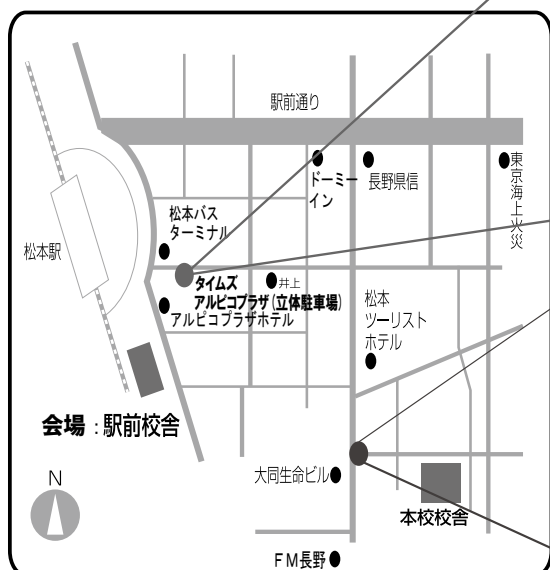 駅前通り
ドーミー
イン
長野県信
東京海上火災
松本バス
ターミナル
松本駅
タイムズ
アルピコプラザ(立体駐車場)
井上
アルピコプラザホテル
松本
ツーリスト
ホテル
会場:駅前校舎
N
大同生命ビル
本校校舎
FM長野